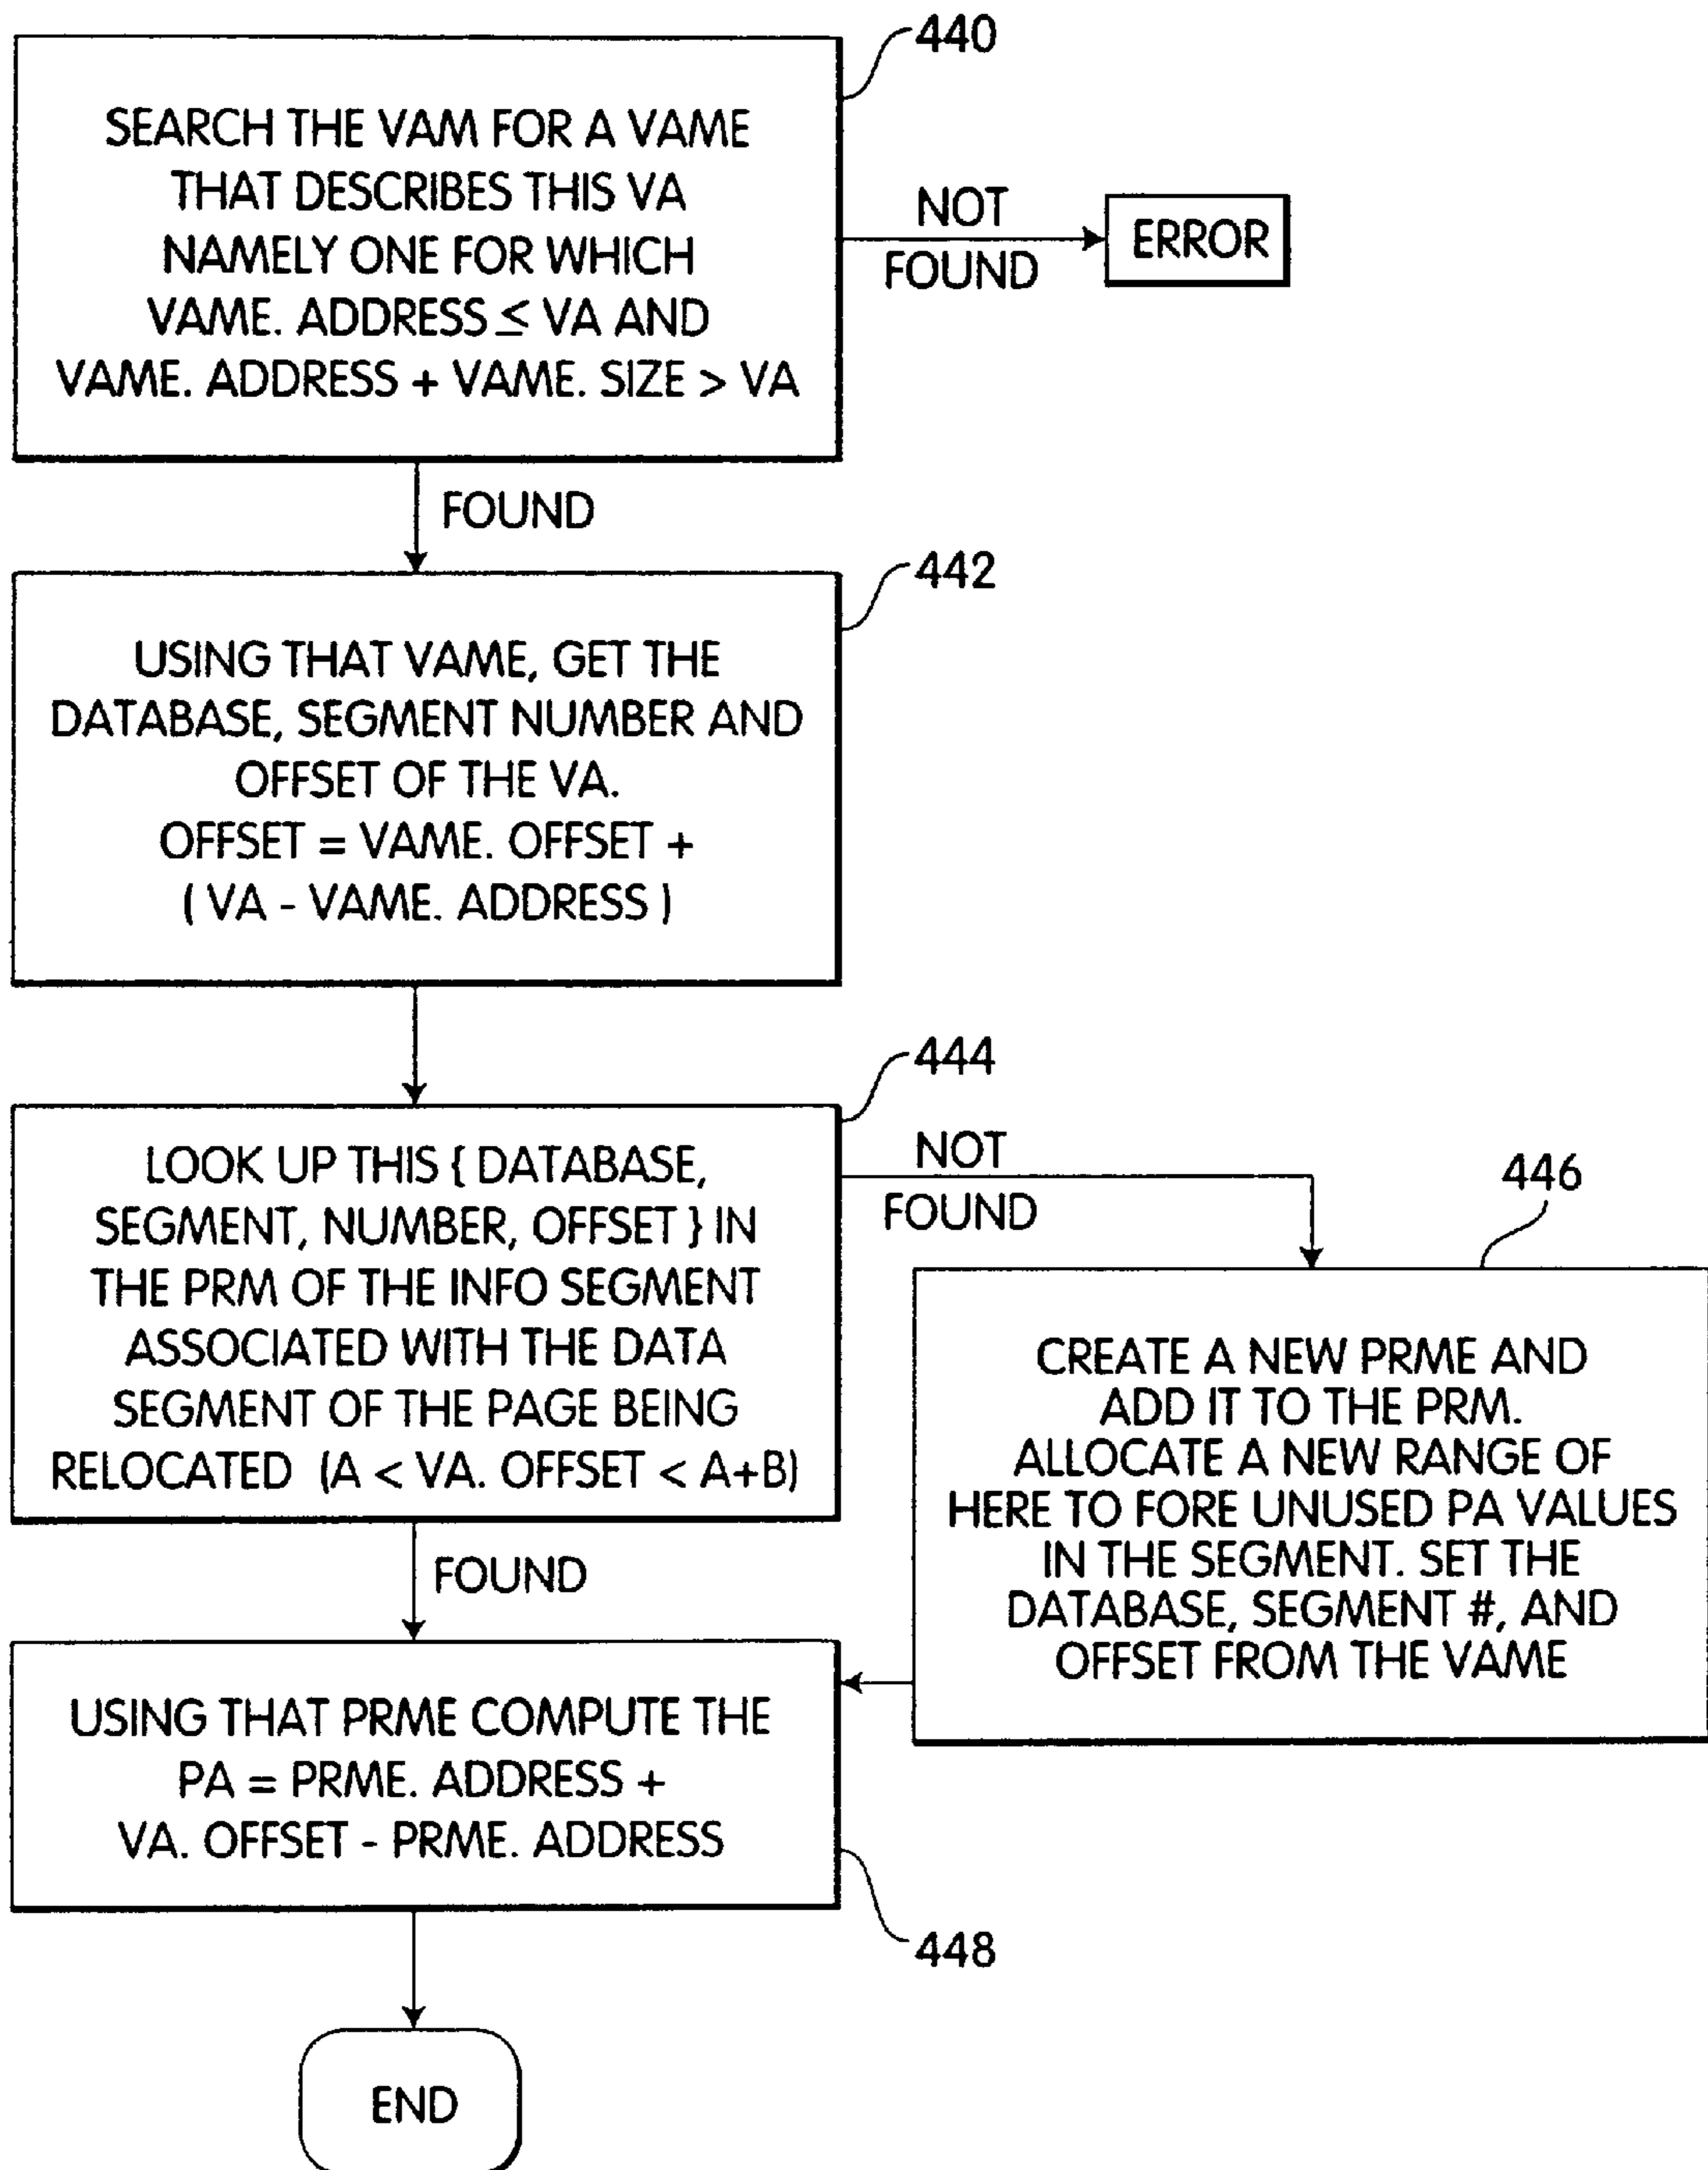 440
SEARCH THE VAM FOR A VAME
THAT DESCRIBES THIS VA
NAMELY ONE FOR WHICH
VAME. ADDRESS ≤ VA AND
VAME. ADDRESS + VAME. SIZE > VA
NOT
FOUND
ERROR
FOUND
442
USING THAT VAME, GET THE
DATABASE, SEGMENT NUMBER AND
OFFSET OF THE VA.
OFFSET = VAME. OFFSET +
( VA - VAME. ADDRESS )
444
LOOK UP THIS { DATABASE,
SEGMENT, NUMBER, OFFSET } IN
THE PRM OF THE INFO SEGMENT
ASSOCIATED WITH THE DATA
SEGMENT OF THE PAGE BEING
RELOCATED (A < VA. OFFSET < A+B)
NOT
FOUND
446
CREATE A NEW PRME AND
ADD IT TO THE PRM.
ALLOCATE A NEW RANGE OF
HERE TO FORE UNUSED PA VALUES
IN THE SEGMENT. SET THE
DATABASE, SEGMENT #, AND
OFFSET FROM THE VAME
FOUND
USING THAT PRME COMPUTE THE
PA = PRME. ADDRESS +
VA. OFFSET - PRME. ADDRESS
448
END